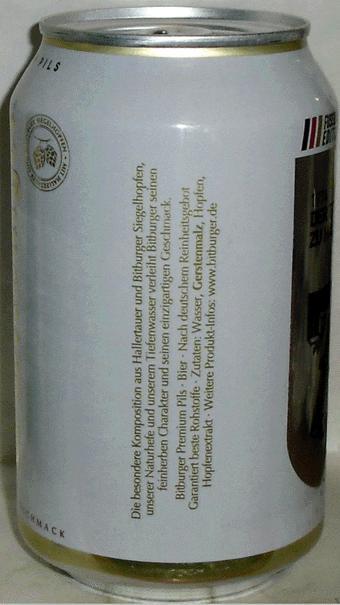 PILS
Die besondere Komposition aus Hallertauer und Bitburger Siegelhopfen,
unserer Naturhefe und unserem Tiefenwasser verleiht Bitburger seinen
feinherben Charakter und seinen einzigartigen Geschmack.
Bitburger Premium Pils · Bier · Nach deutschem Reinheitsgebot
Garantiert beste Rohstoffe · Zutaten: Wasser, Gerstenmalz, Hopfen,
Hopfenextrakt · Weitere Produkt-Infos: www.bitburger.de